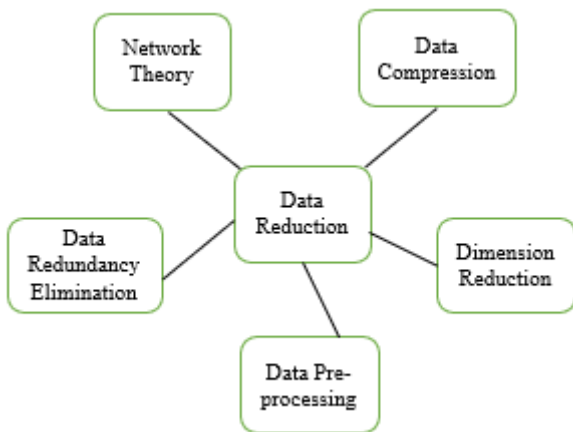 Network
Theory
Data
Compression
Data
Reduction
Data
Redundancy
Elimination
Dimension
Reduction
Data Pre-
processing